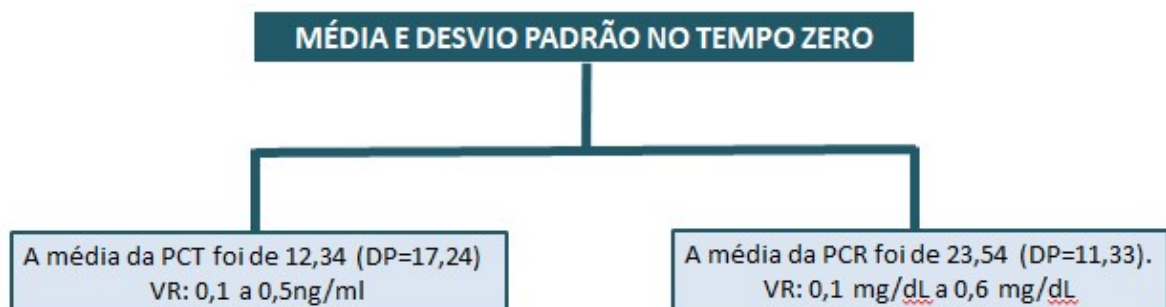 MÉDIA E DESVIO PADRÃO NO TEMPO ZERO
A média da PCT foi de 12,34 (DP=17,24)
VR: 0,1 a 0,5ng/ml
A média da PCR foi de 23,54 (DP=11,33).
VR: 0,1 mg/dL a 0,6 mg/dL